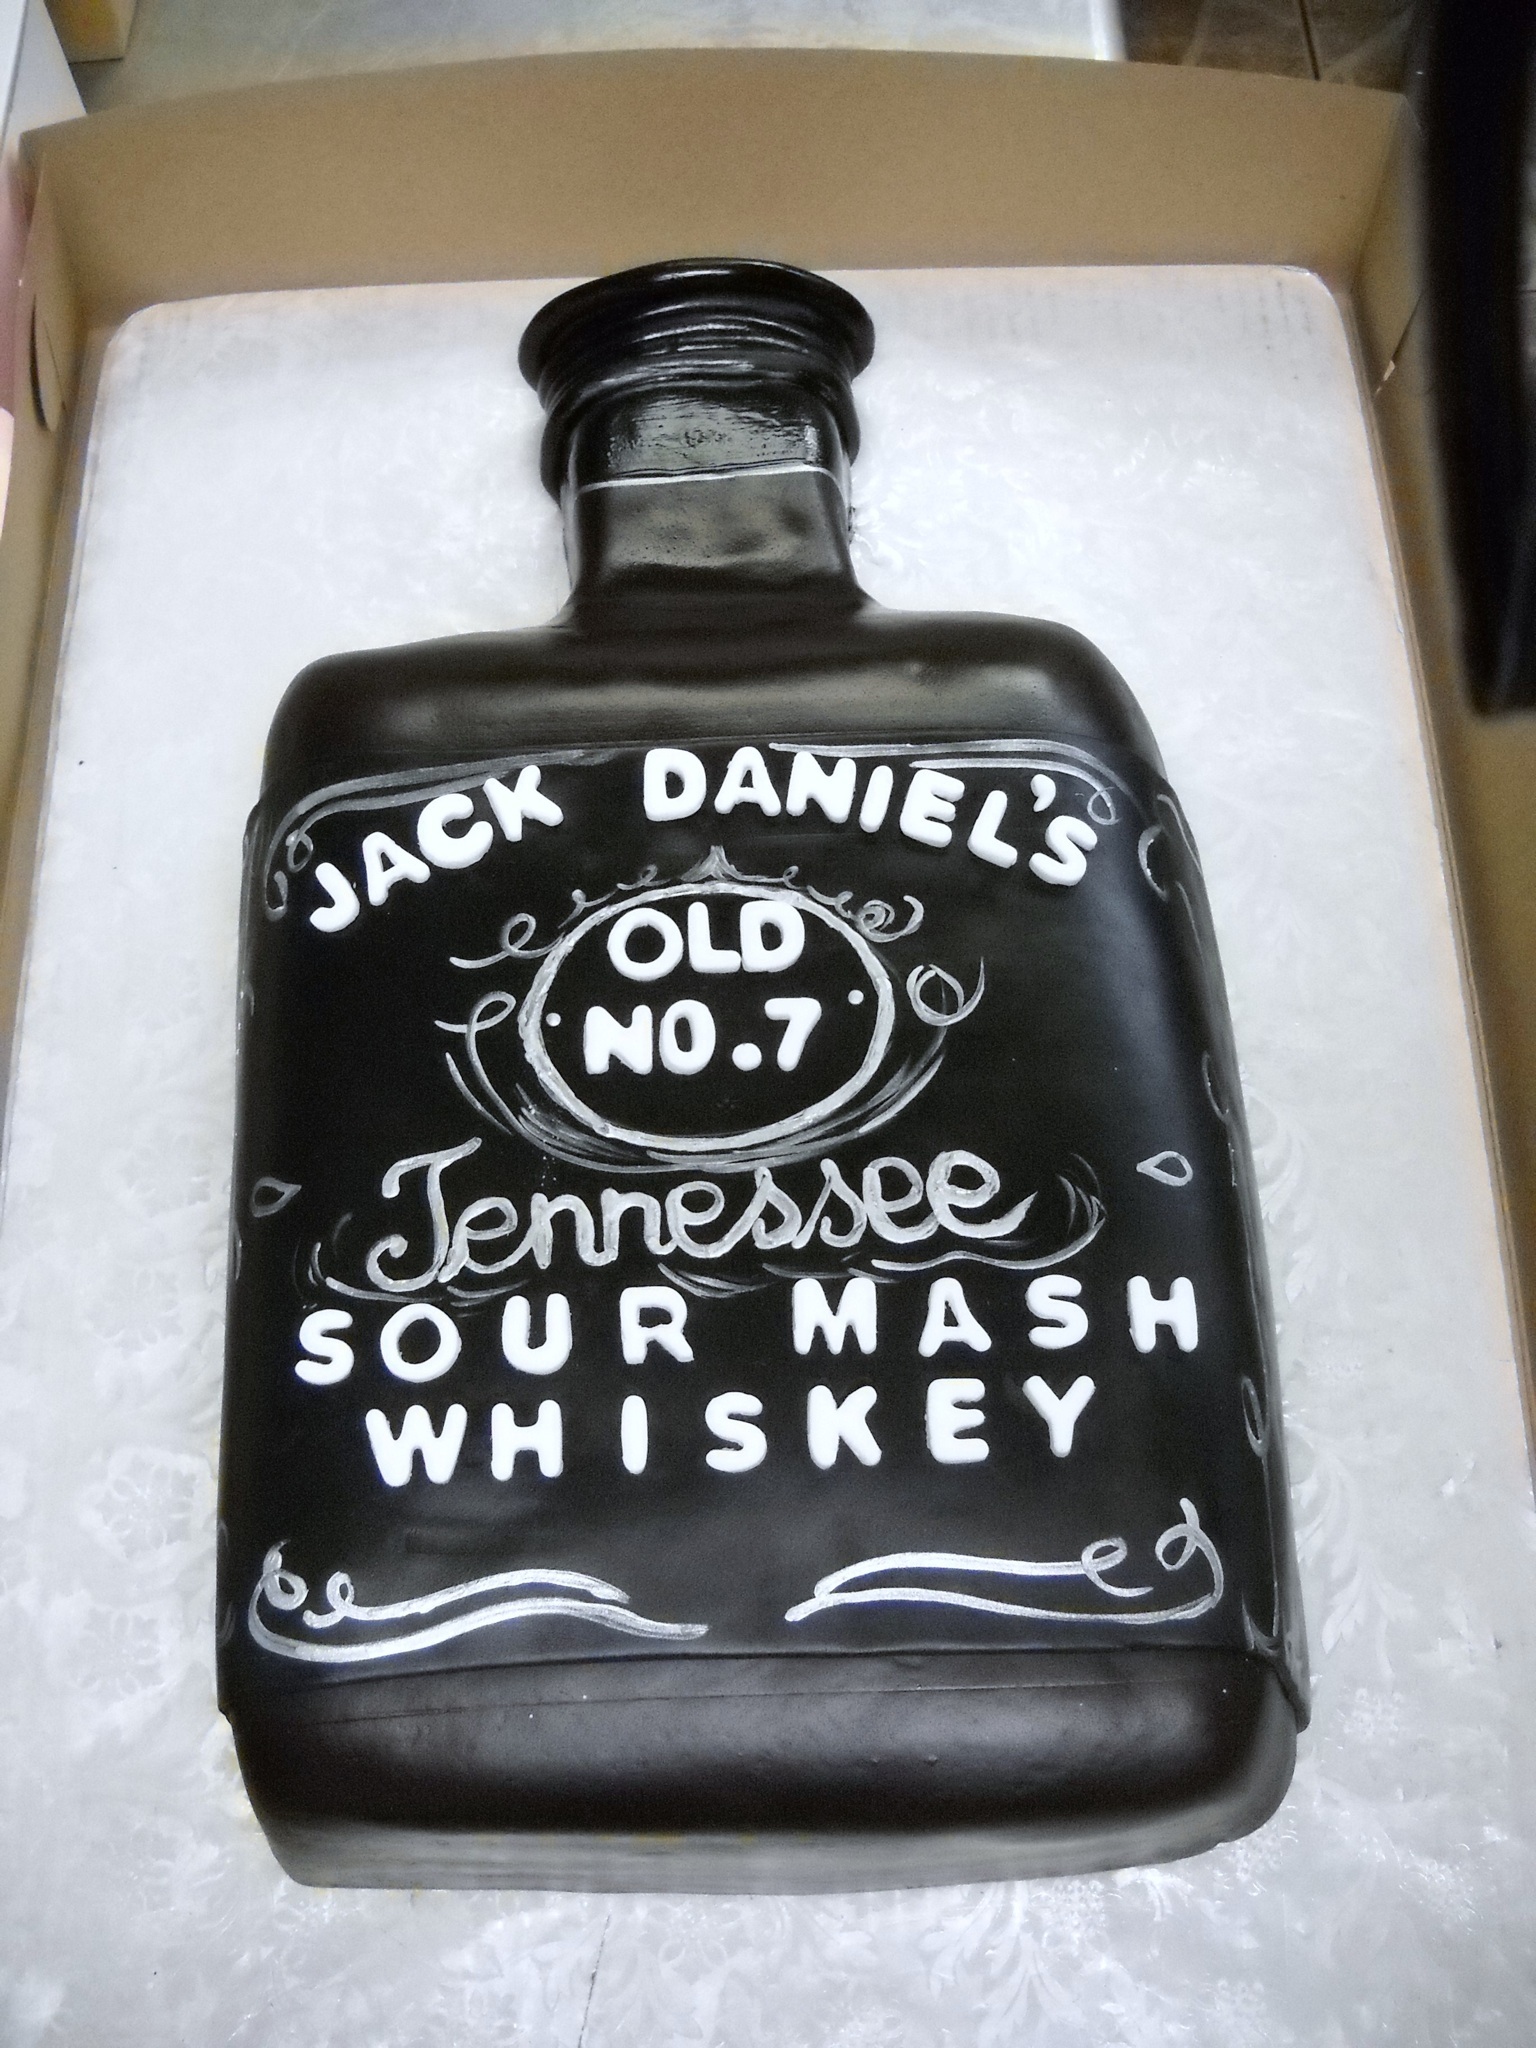 JACK DANIEL'S
OLD
NO.7
Tennessee
SOUR MASH
WHISKEY